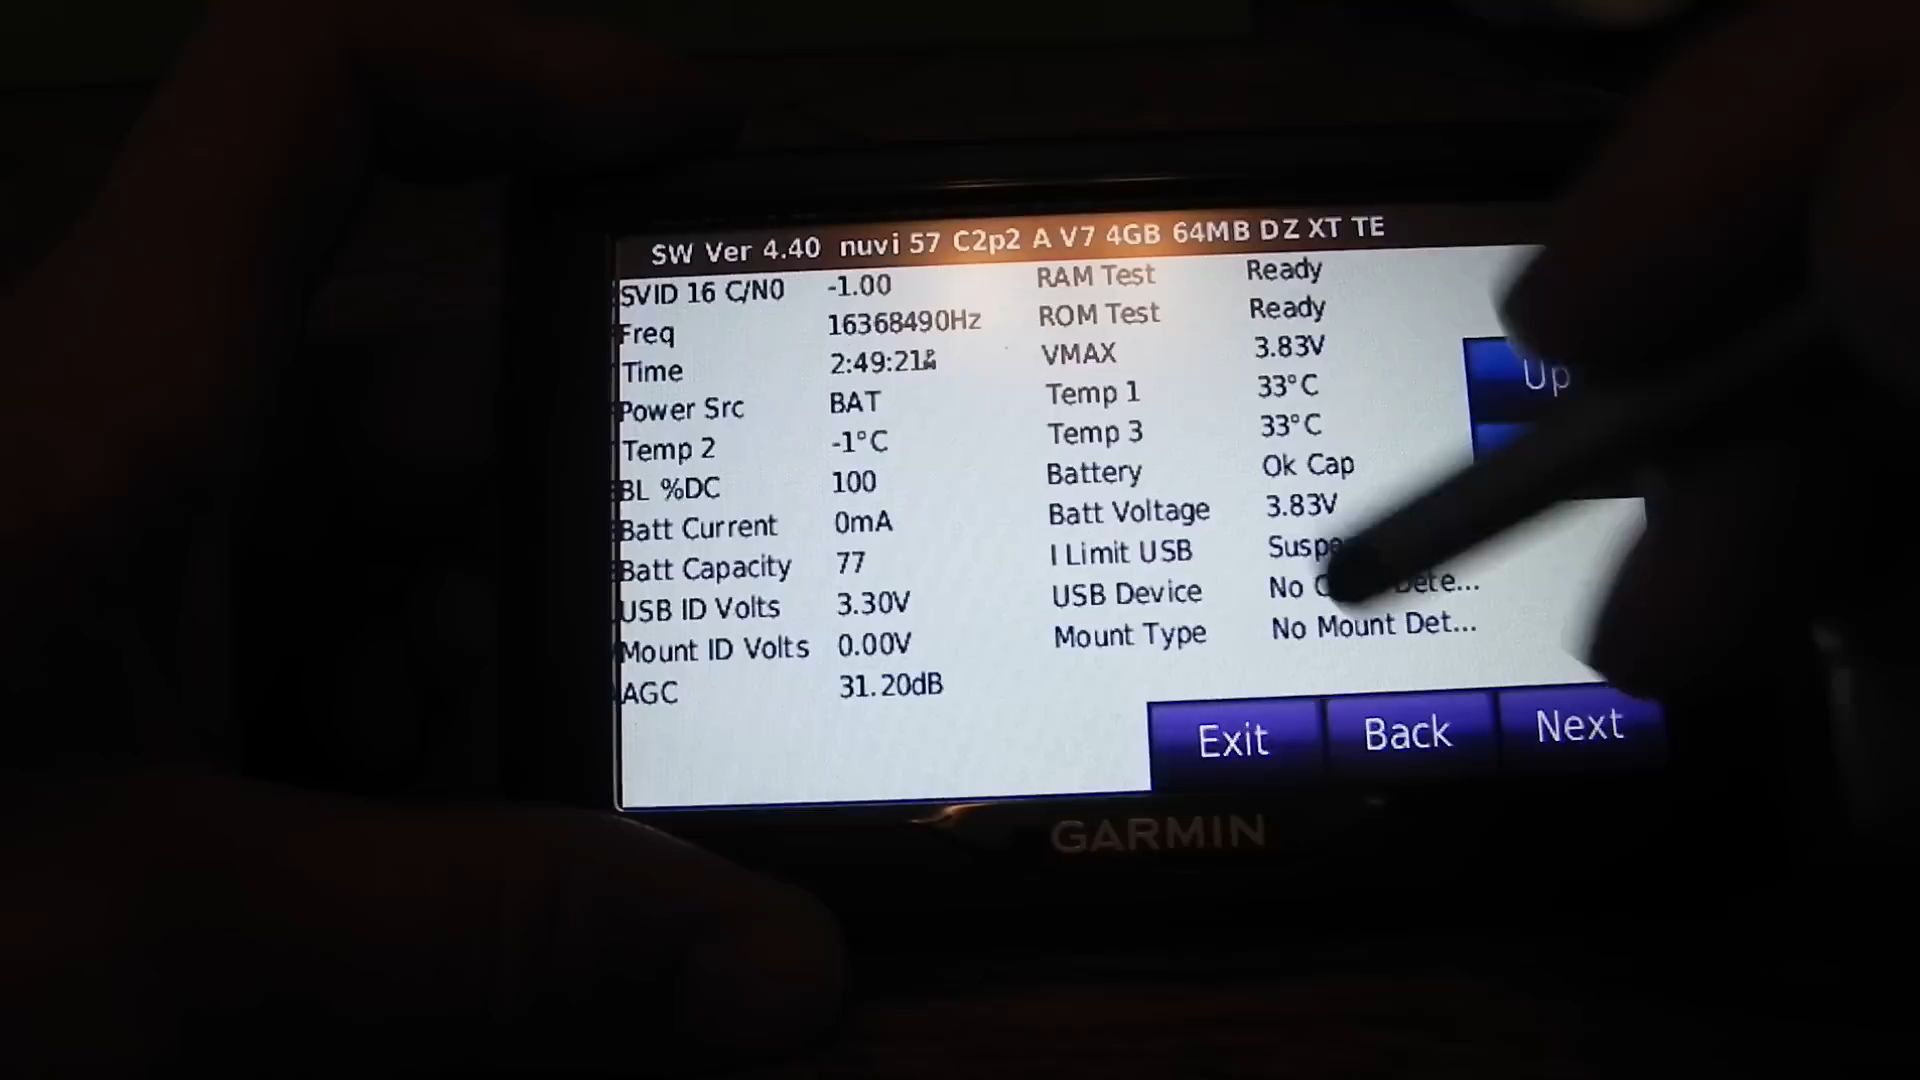 SW Ver 4.40 nuvi 57 C2p2 A V7 4GB 64MB DZ XT TE
SVID 16 C/N0 -1.00 RAM Test Ready
Freq 16368490Hz ROM Test Ready
Time 2:49:21 VMAX 3.83V
Power Src BAT Temp 1 33°C
Temp 2 -1°C Temp 3 33°C
BL %DC 100 Battery Ok Cap
Batt Current 0mA Batt Voltage 3.83V
Batt Capacity 77 I Limit USB
USB ID Volts 3.30V USB Device No
Mount ID Volts 0.00V Mount Type No Mount Det...
AGC 31.20dB
Up
Exit Back Next
GARMIN